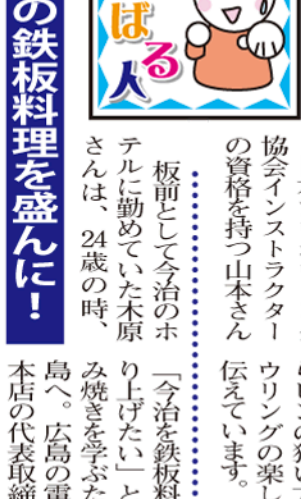 の鉄板料理を盛んに！
ばる
人
協会インストラクター
の資格を持つ山本さん
ウリングの楽し
伝えています。
板前として今治のホ
テルに勤めていた木原
さんは、24歳の時、
「今治を鉄板料
り上げたい」と
み焼きを学ぶた
島へ。広島の電
本店の代表取締